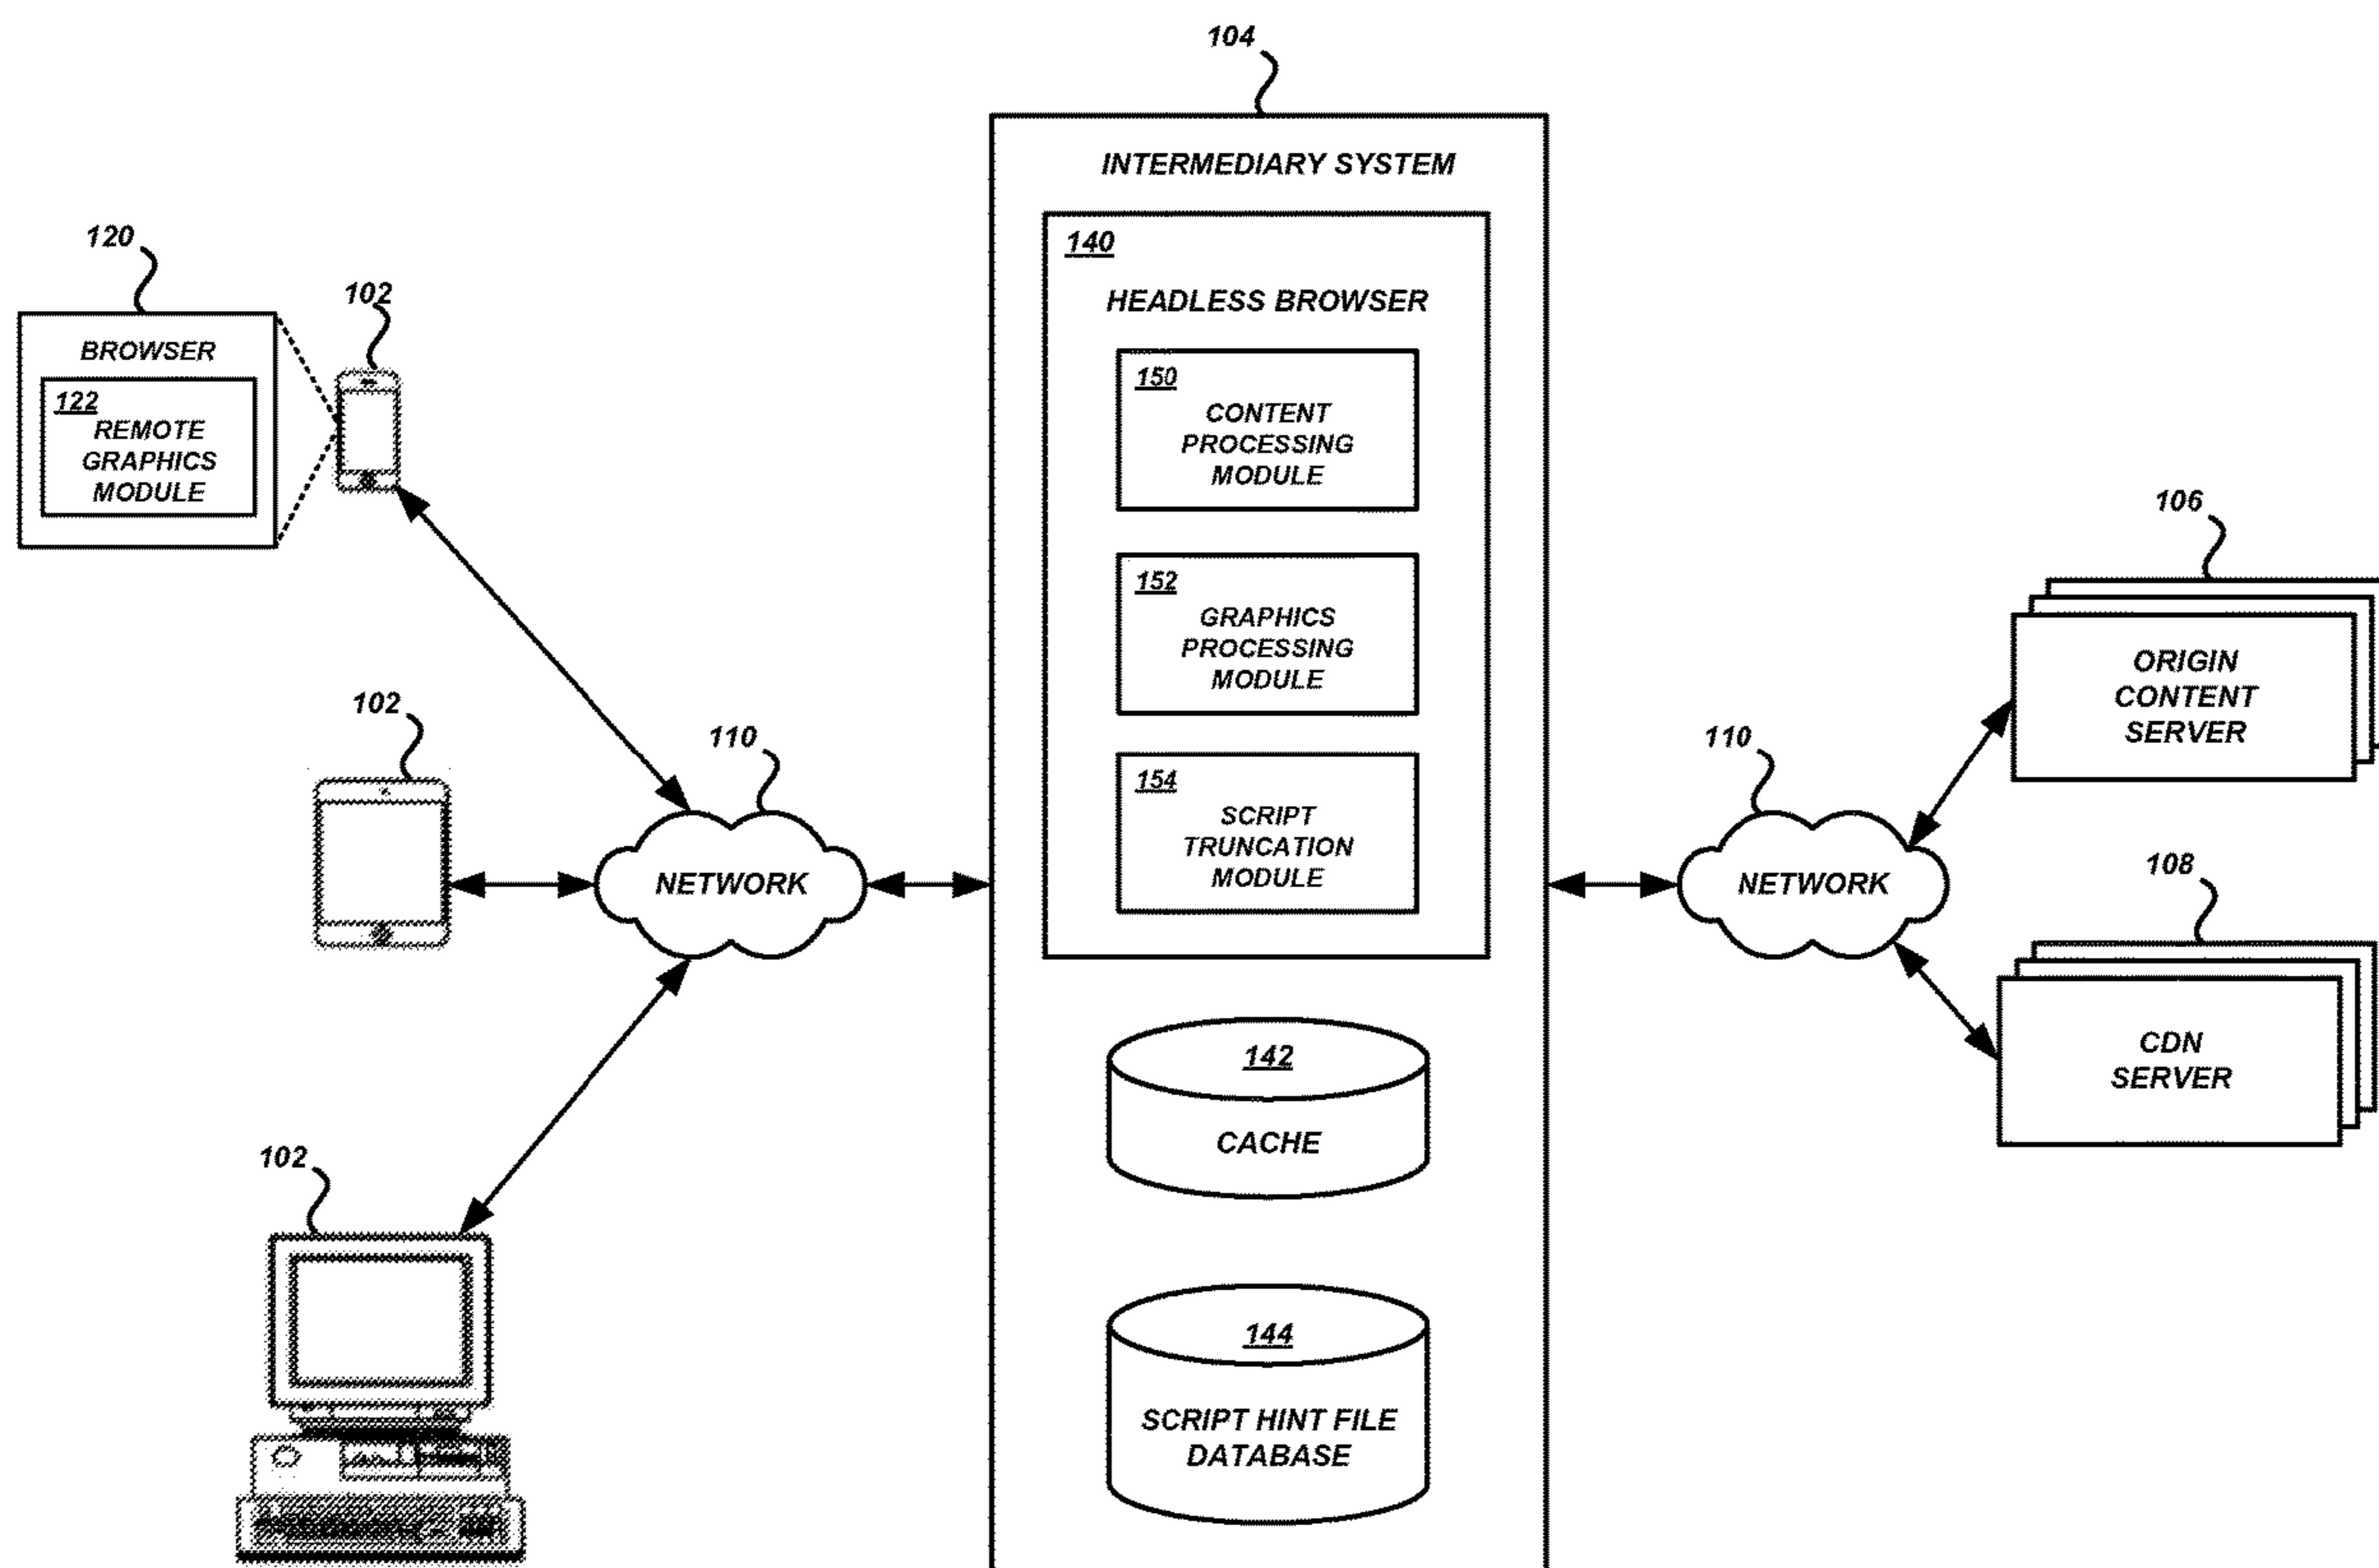 104
INTERMEDIARY SYSTEM
140
HEADLESS BROWSER
150
CONTENT
PROCESSING
MODULE
152
GRAPHICS
PROCESSING
MODULE
154
SCRIPT
TRUNCATION
MODULE
142
CACHE
144
SCRIPT HINT FILE
DATABASE
120
BROWSER
122
REMOTE
GRAPHICS
MODULE
102
102
102
110
NETWORK
110
NETWORK
106
ORIGIN
CONTENT
SERVER
108
CDN
SERVER